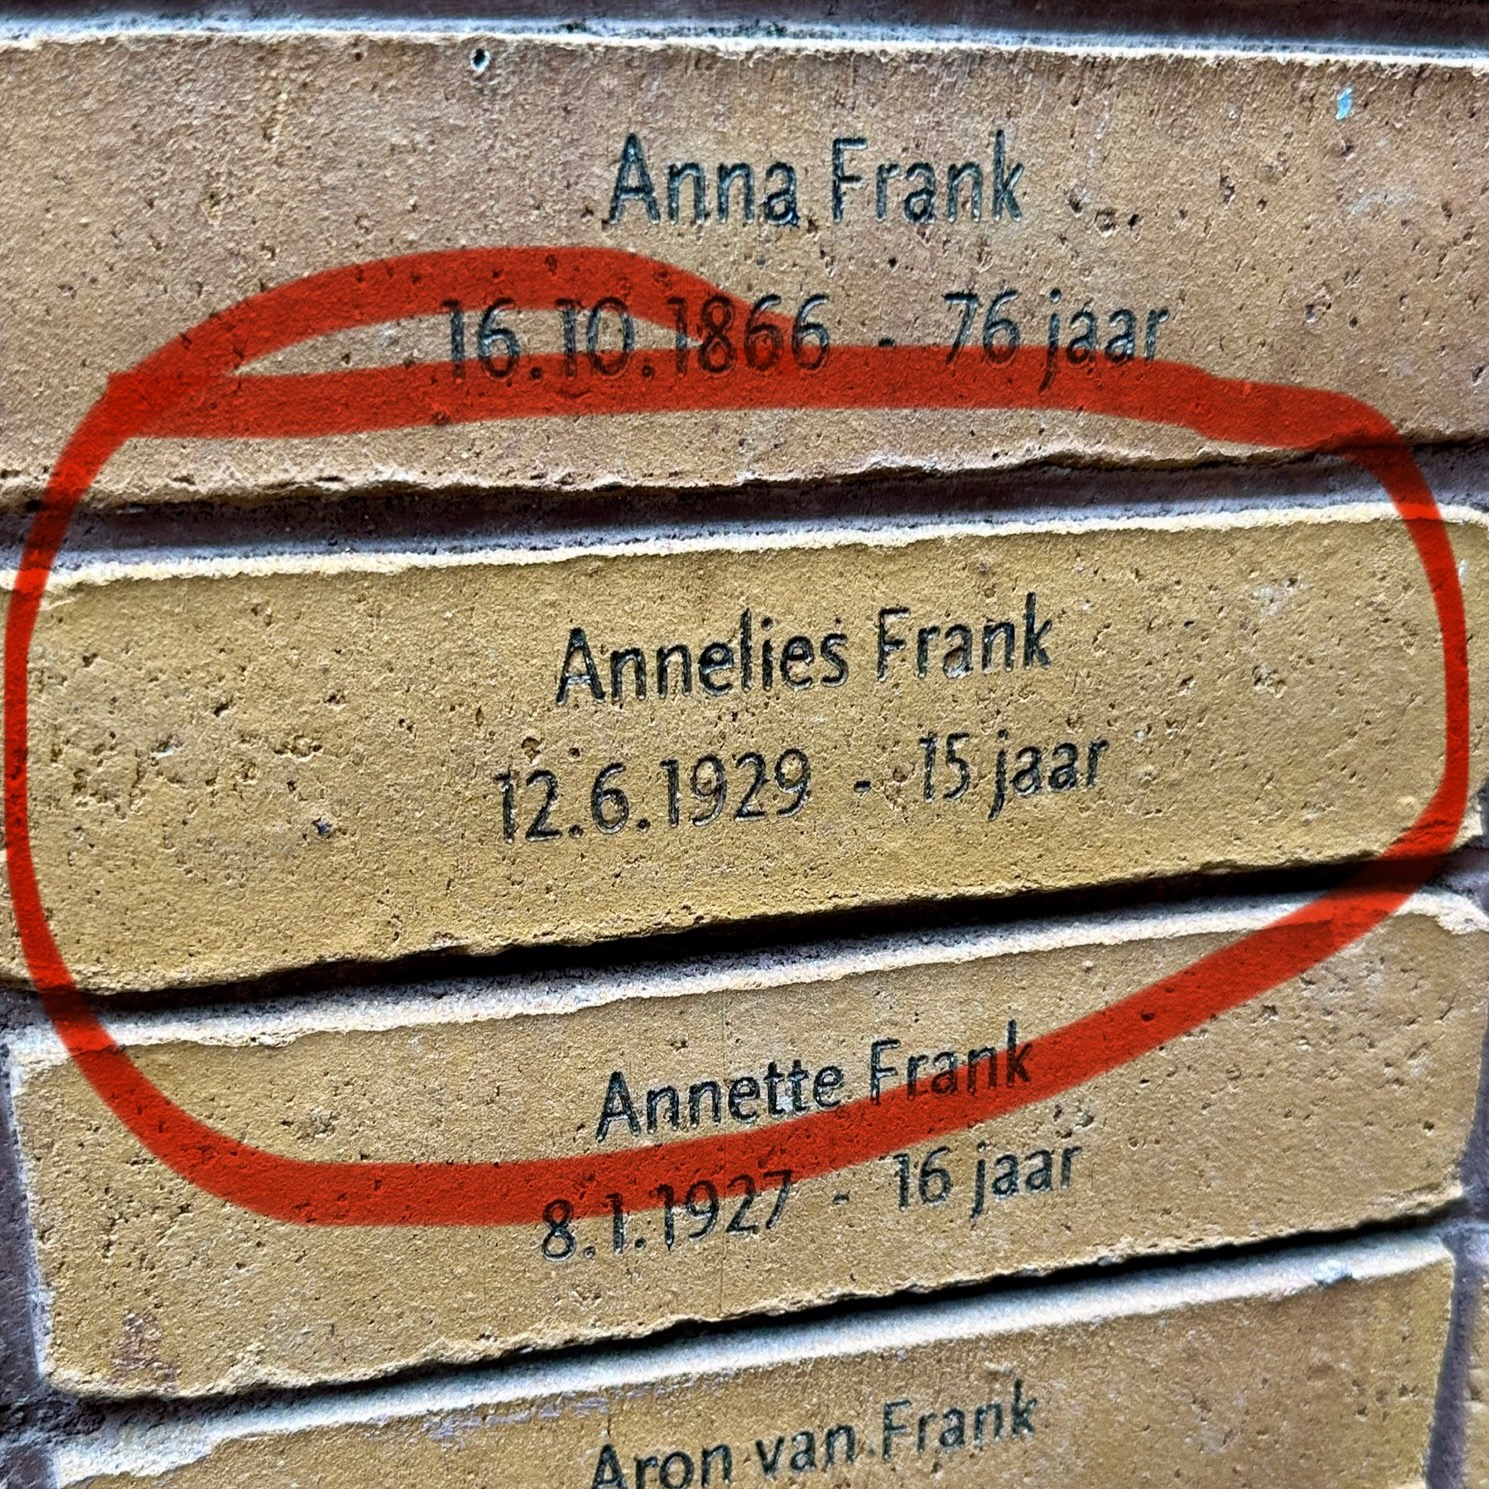 Anna Frank
16.10.1866 - 76 jaar
Annelies Frank
12.6.1929 - 15 jaar
Annette Frank
8.1.1927 - 16 jaar
Aron van Frank